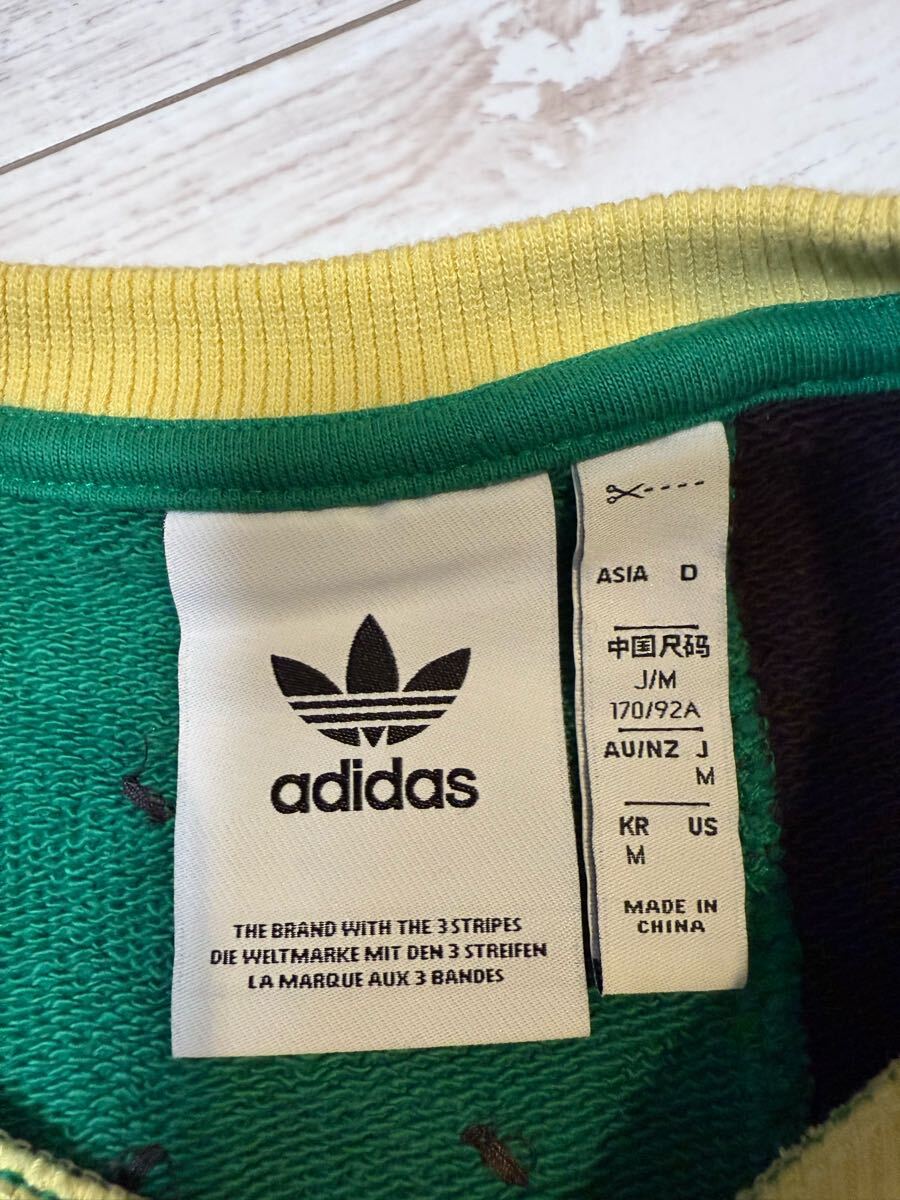 adidas
THE BRAND WITH THE 3 STRIPES
DIE WELTMARKE MIT DEN 3 STREIFEN
LA MARQUE AUX 3 BANDES
ASIA D
中国尺码
J/M
170/92A
AU/NZ J
M
KR US
M
MADE IN
CHINA